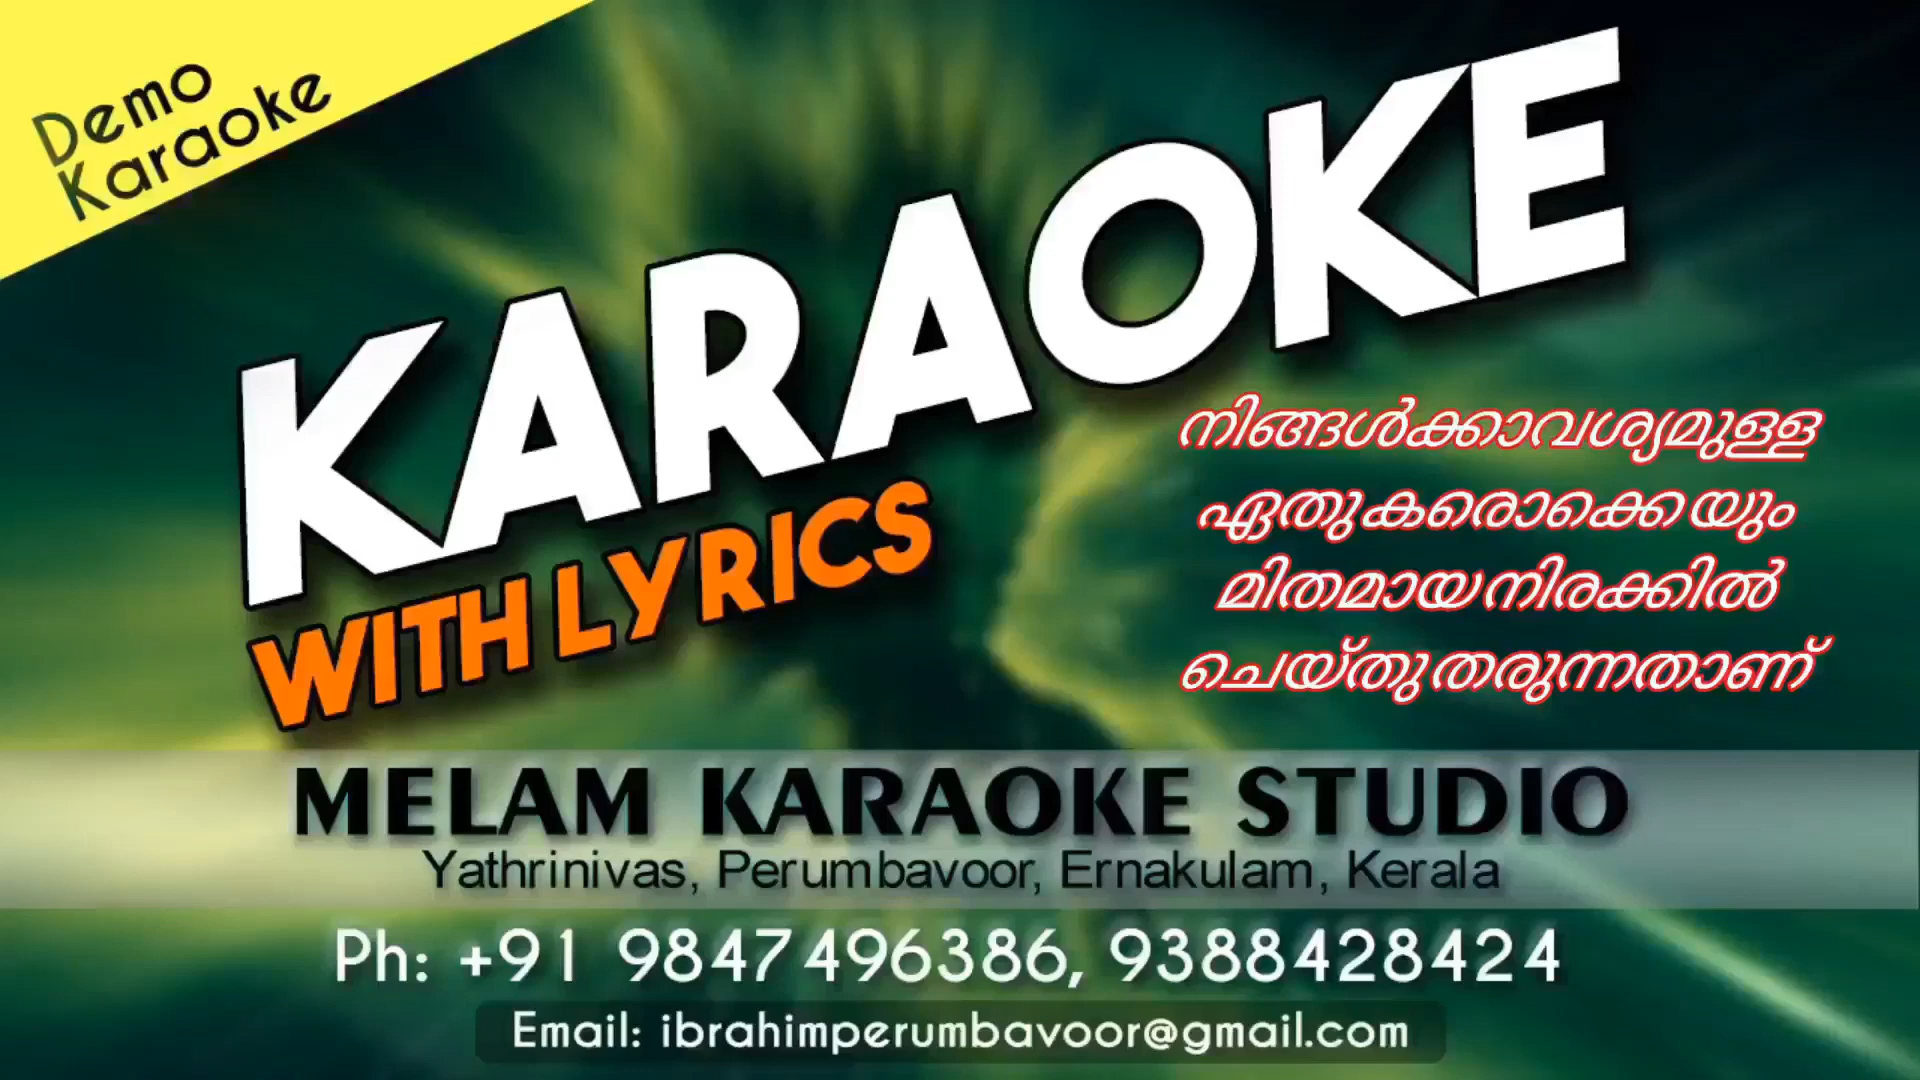 Demo
Karaoke
KARAOKE
WITH LYRICS
നിങ്ങൾക്കാവശ്യമുള്ള
ഏതുകരൊക്കെയും
മിതമായനിരക്കിൽ
ചെയ്തുതരുന്നതാണ്
MELAM KARAOKE STUDIO
Yathrinivas, Perumbavoor, Ernakulam, Kerala
Ph: +91 9847496386, 9388428424
Email: ibrahimperumbavoor@gmail.com